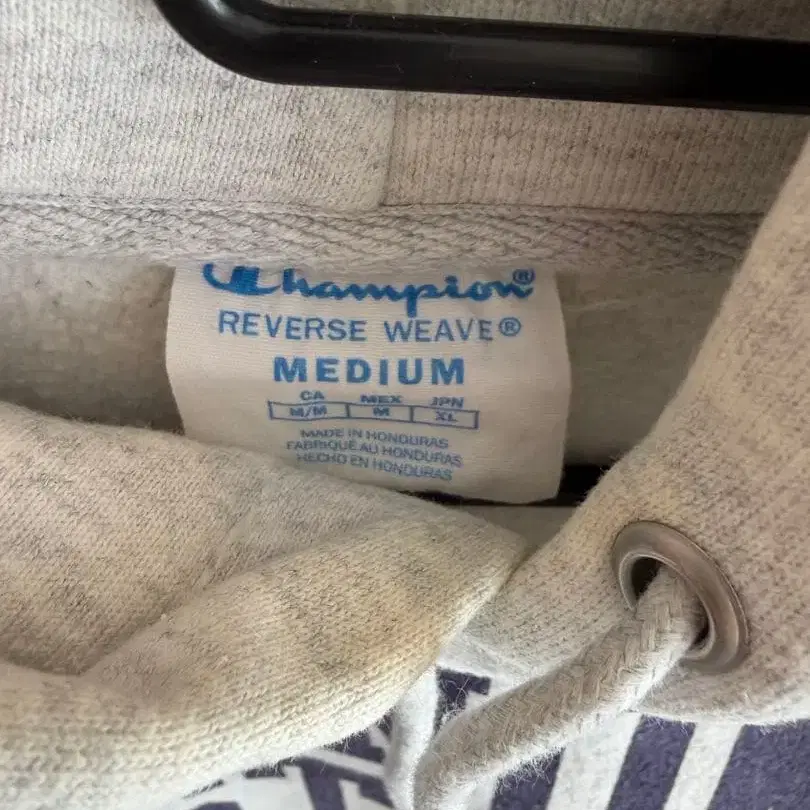 Champion®
REVERSE WEAVE®
MEDIUM
CA MEX JPN
M/M M XL
MADE IN HONDURAS
FABRIQUÉ AU HONDURAS
HECHO EN HONDURAS